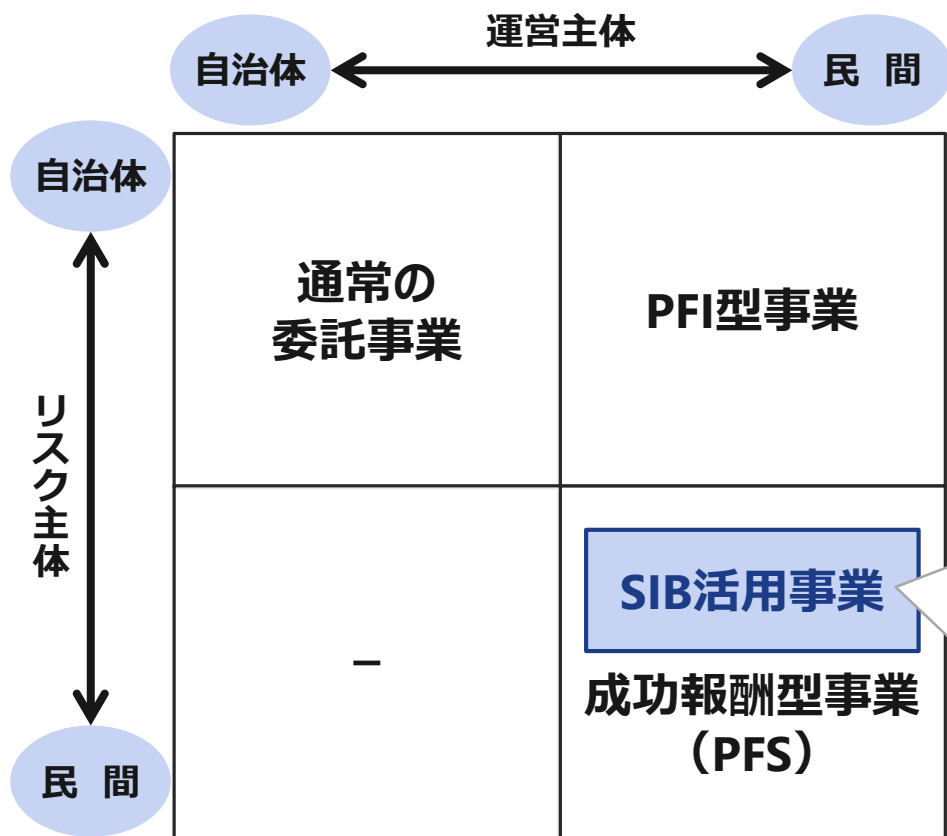 運営主体
自治体
民 間
自治体
通常の
委託事業
PFI型事業
リスク主体
SIB活用事業
–
成功報酬型事業
（PFS）
民 間